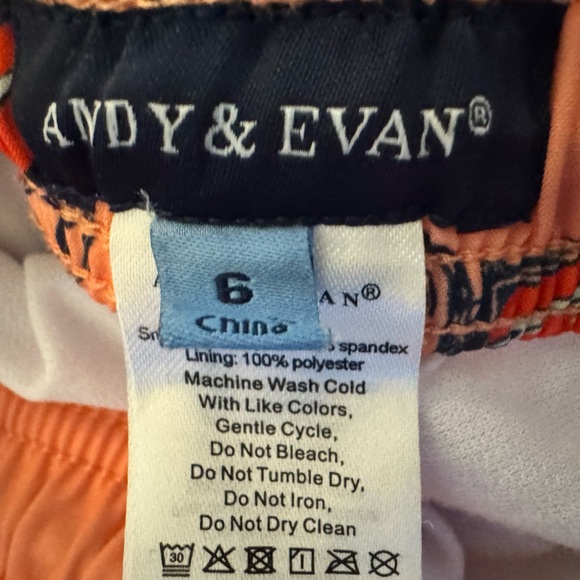 ANDY & EVAN®
6
China
AN®
spandex
Lining: 100% polyester
Machine Wash Cold
With Like Colors,
Gentle Cycle,
Do Not Bleach,
Do Not Tumble Dry,
Do Not Iron,
Do Not Dry Clean
30